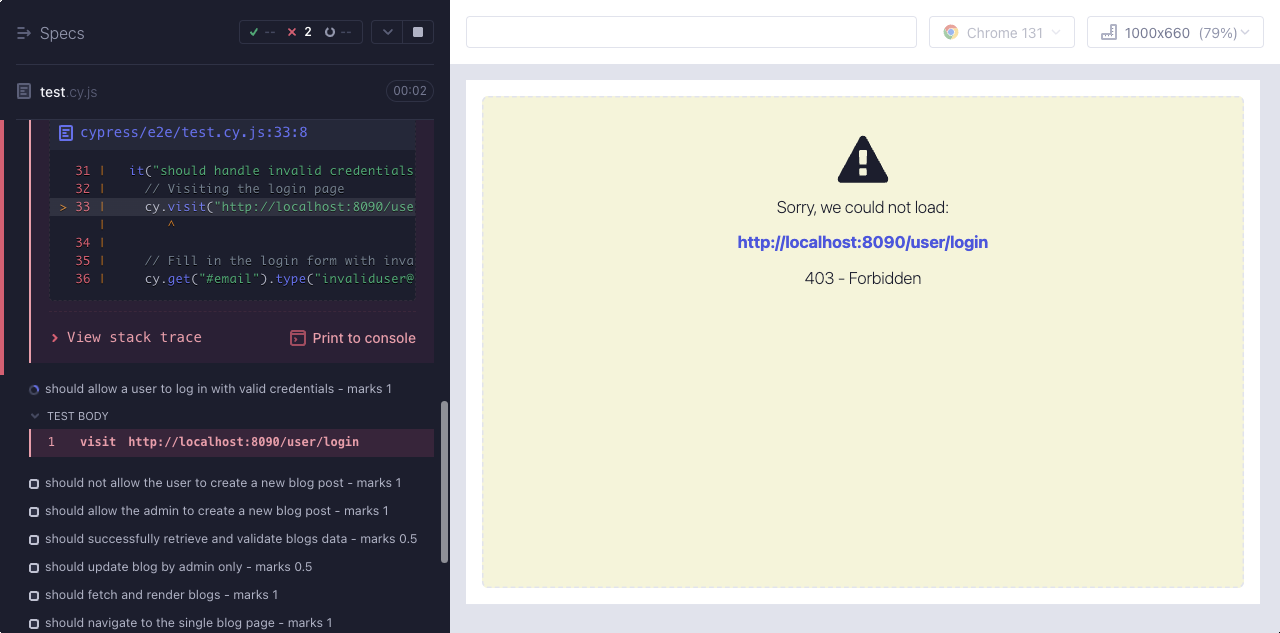 Specs
-- 2 --
test.cy.js
00:02
cypress/e2e/test.cy.js:33:8
31 | it("should handle invalid credentials
32 | // Visiting the login page
> 33 | cy.visit("http://localhost:8090/use
| ^
34 |
35 | // Fill in the login form with inva
36 | cy.get("#email").type("invaliduser@
View stack trace
Print to console
should allow a user to log in with valid credentials - marks 1
TEST BODY
1 visit http://localhost:8090/user/login
should not allow the user to create a new blog post - marks 1
should allow the admin to create a new blog post - marks 1
should successfully retrieve and validate blogs data - marks 0.5
should update blog by admin only - marks 0.5
should fetch and render blogs - marks 1
should navigate to the single blog page - marks 1
Chrome 131
1000x660 (79%)
Sorry, we could not load:
http://localhost:8090/user/login
403 - Forbidden